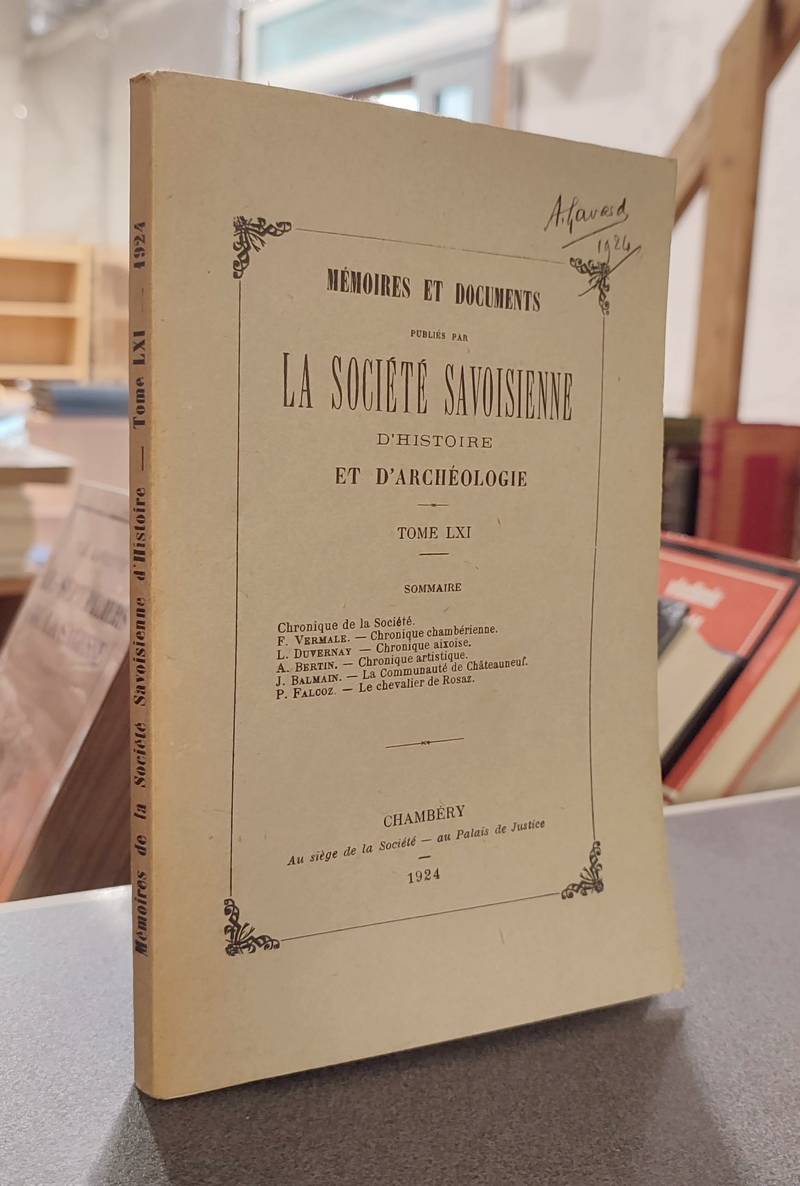 Mémoires de la Société Savoisienne d'Histoire — Tome LXI — 1924
A. Gavard
1924
MÉMOIRES ET DOCUMENTS
PUBLIÉS PAR
LA SOCIÉTÉ SAVOISIENNE
D'HISTOIRE
ET D'ARCHÉOLOGIE
TOME LXI
SOMMAIRE
Chronique de la Société.
F. VERMALE. — Chronique chambérienne.
L. DUVERNAY — Chronique aixoise.
A. BERTIN. — Chronique artistique.
J. BALMAIN. — La Communauté de Châteauneuf.
P. FALCOZ. — Le chevalier de Rosaz.
CHAMBÉRY
Au siège de la Société — au Palais de Justice
1924